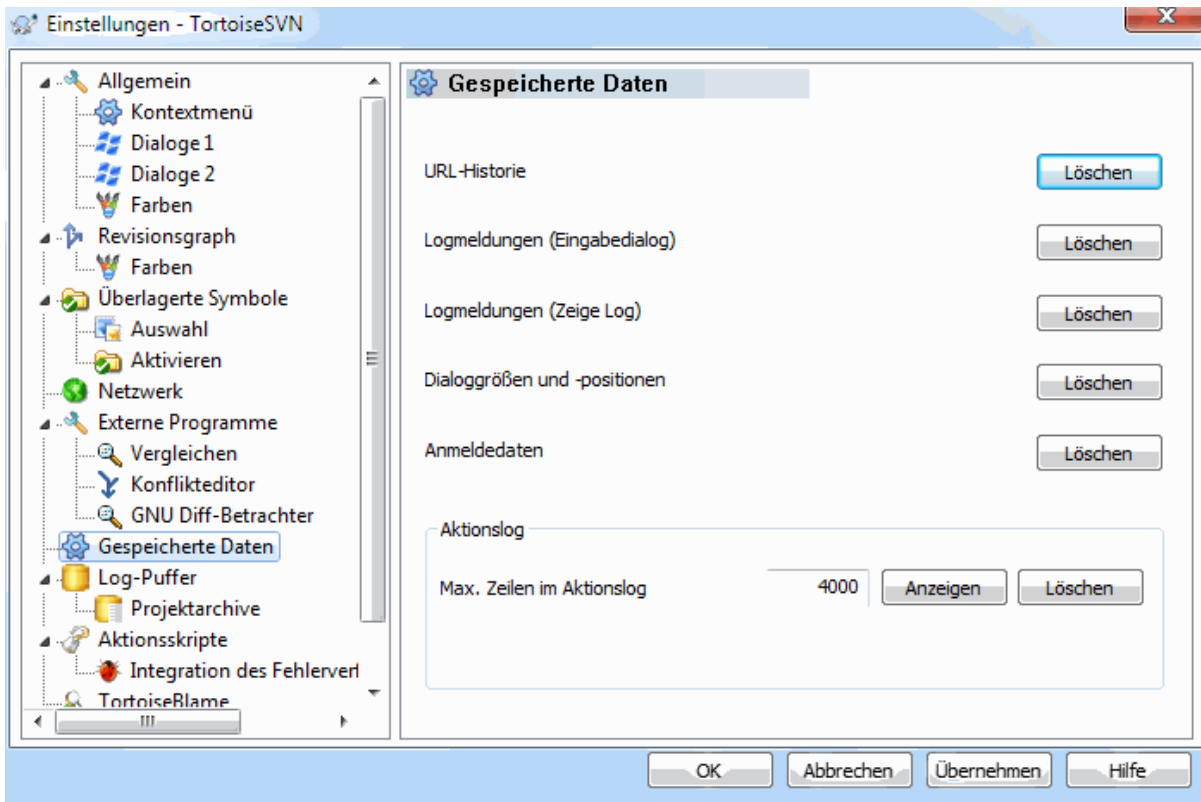 Einstellungen - TortoiseSVN
Allgemein
Kontextmenü
Dialoge 1
Dialoge 2
Farben
Revisionsgraph
Farben
Überlagerte Symbole
Auswahl
Aktivieren
Netzwerk
Externe Programme
Vergleichen
Konflikteditor
GNU Diff-Betrachter
Gespeicherte Daten
Log-Puffer
Projektarchive
Aktionsskripte
Integration des Fehlervert
TortoiseBlame
Gespeicherte Daten
URL-Historie Löschen
Logmeldungen (Eingabedialog) Löschen
Logmeldungen (Zeige Log) Löschen
Dialoggrößen und -positionen Löschen
Anmeldedaten Löschen
Aktionslog
Max. Zeilen im Aktionslog 4000 Anzeigen Löschen
OK Abbrechen Übernehmen Hilfe